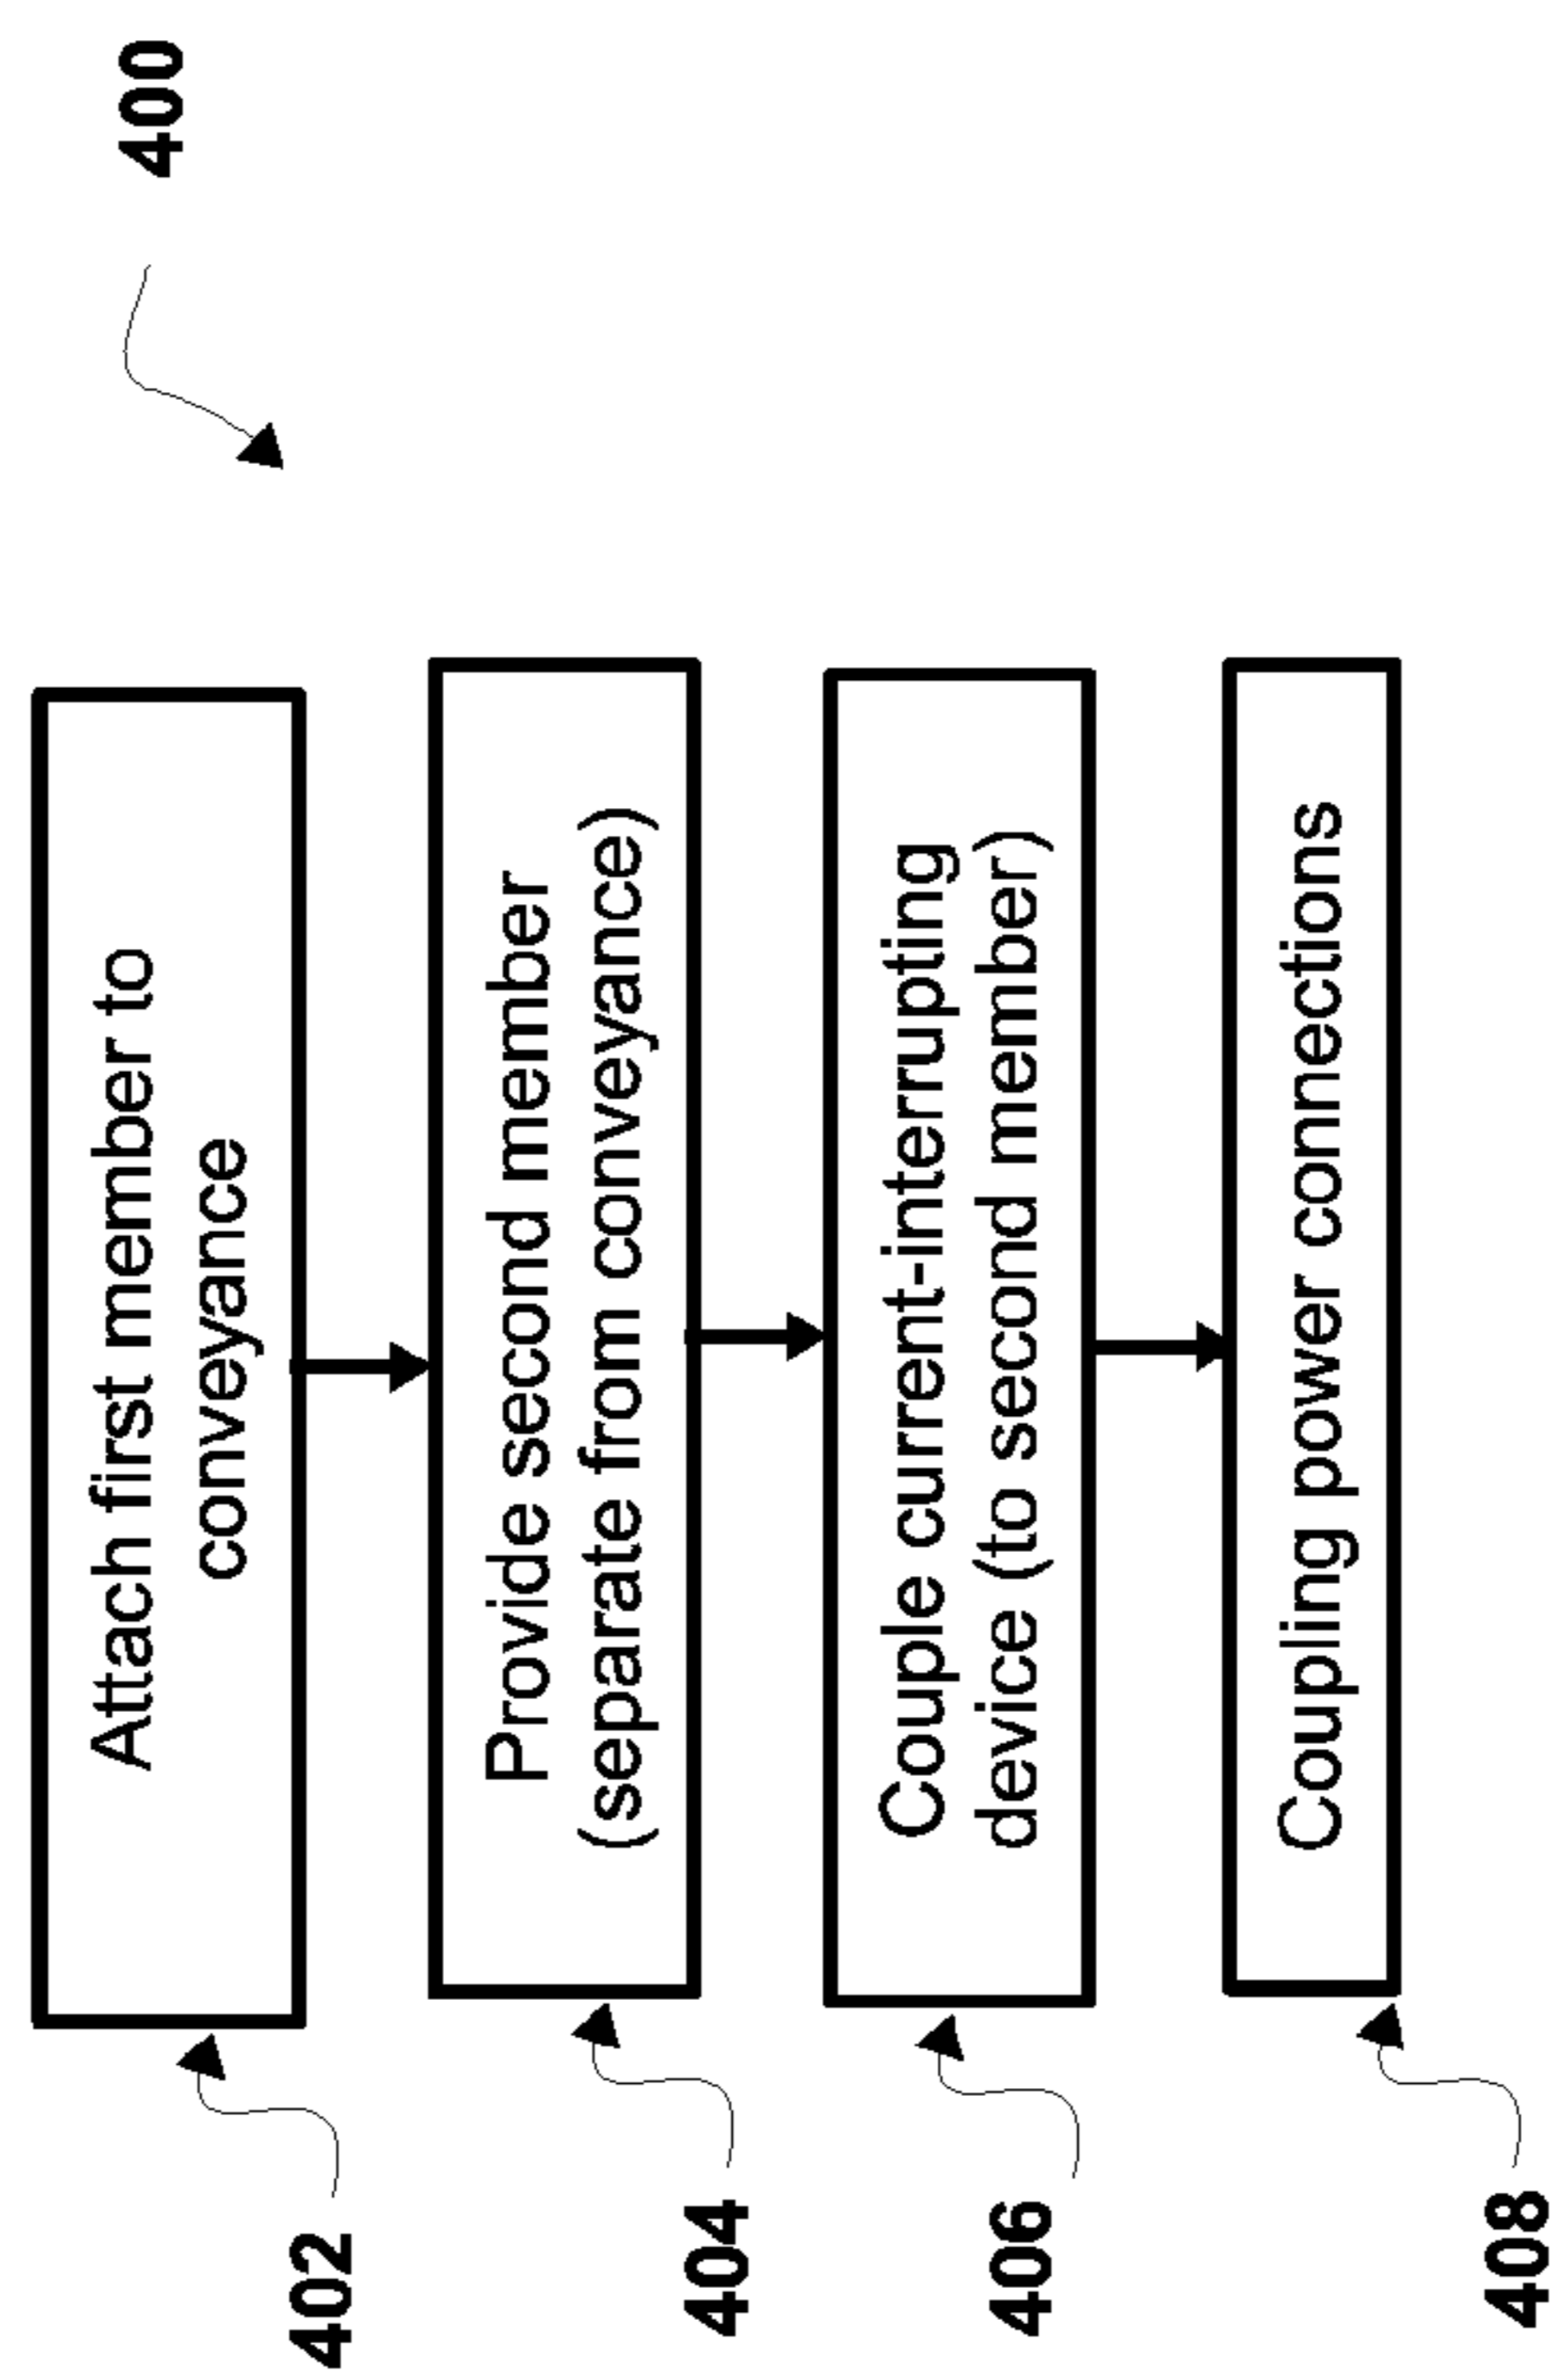 400
Attach first member to
conveyance
402
Provide second member
(separate from conveyance)
404
Couple current-interrupting
device (to second member)
406
Coupling power connections
408